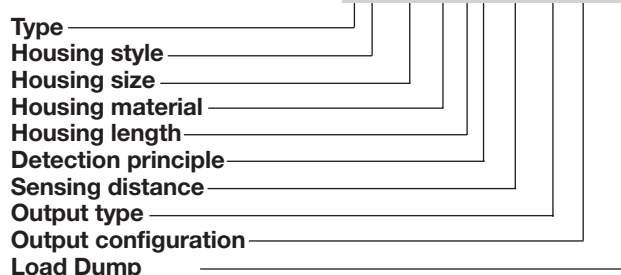 Type
Housing style
Housing size
Housing material
Housing length
Detection principle
Sensing distance
Output type
Output configuration
Load Dump